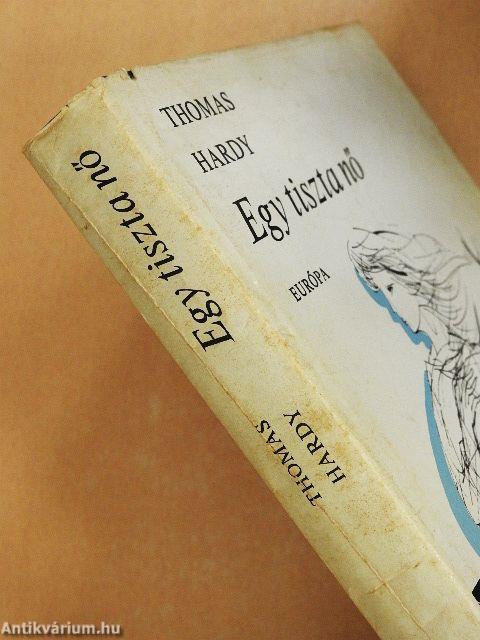 THOMAS
HARDY
Egy tiszta nő
EURÓPA
Egy tiszta nő
THOMAS
HARDY
Antikvárium.hu